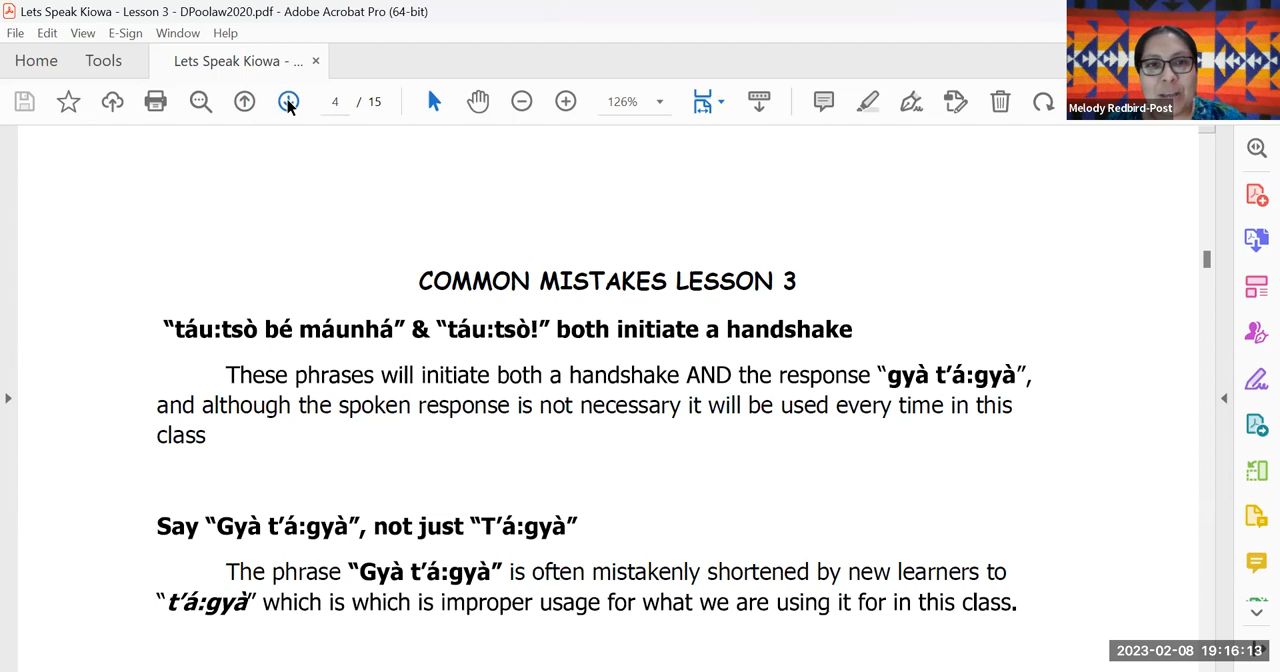 Lets Speak Kiowa - Lesson 3 - DPoolaw2020.pdf - Adobe Acrobat Pro (64-bit)
File Edit View E-Sign Window Help
Home Tools Lets Speak Kiowa - ... ×
4 / 15 126%
Melody Redbird-Post
COMMON MISTAKES LESSON 3
“táu:tsò bé máunhá” & “táu:tsò!” both initiate a handshake
These phrases will initiate both a handshake AND the response “gyà t’á:gyà”,
and although the spoken response is not necessary it will be used every time in this
class
Say “Gyà t’á:gyà”, not just “T’á:gyà”
The phrase “Gyà t’á:gyà” is often mistakenly shortened by new learners to
“t’á:gyà” which is which is improper usage for what we are using it for in this class.
2023-02-08 19:16:13